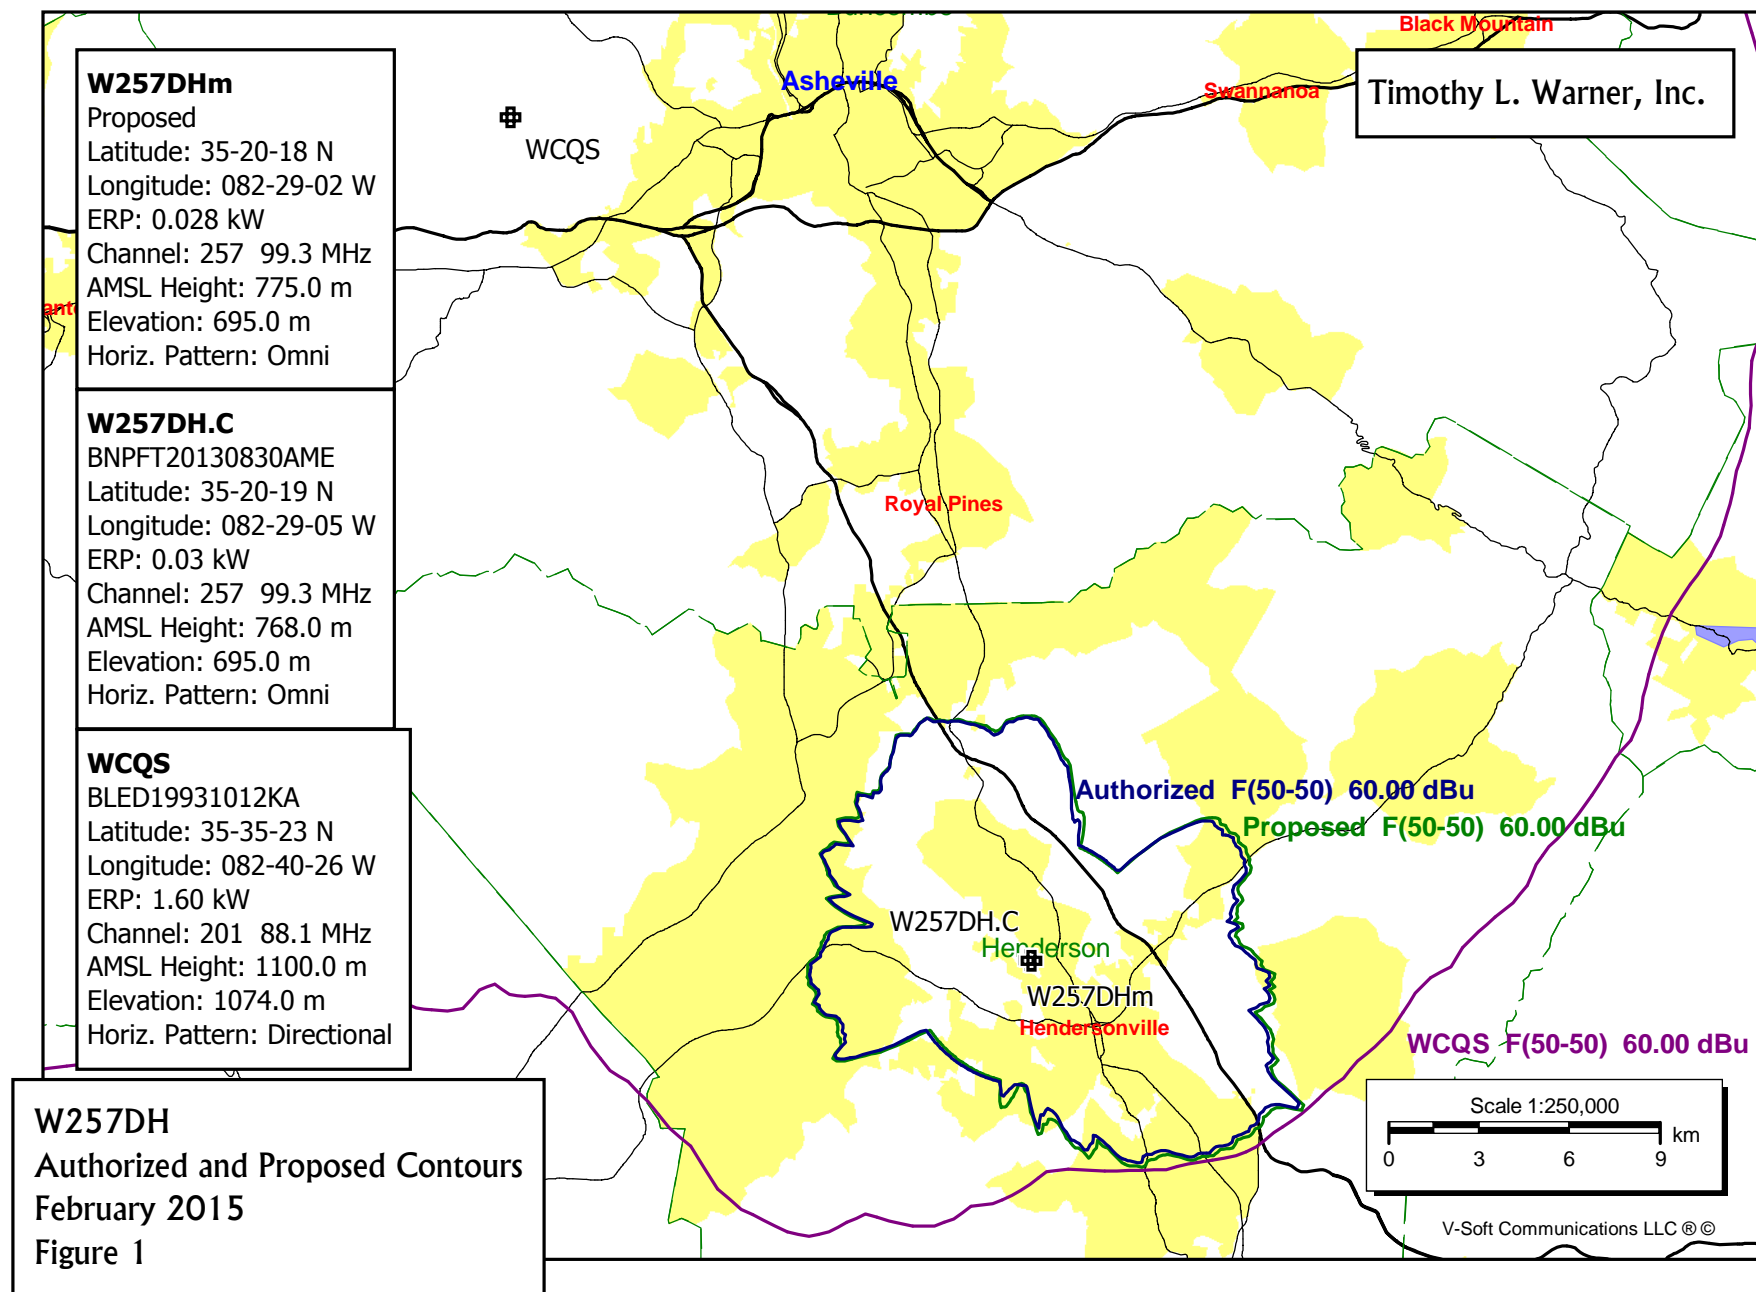 Black Mountain
Asheville
Swannanoa
Timothy L. Warner, Inc.
W257DHm
Proposed
Latitude: 35-20-18 N
Longitude: 082-29-02 W
ERP: 0.028 kW
Channel: 257  99.3 MHz
AMSL Height: 775.0 m
Elevation: 695.0 m
Horiz. Pattern: Omni
WCQS
W257DH.C
BNPFT20130830AME
Latitude: 35-20-19 N
Longitude: 082-29-05 W
ERP: 0.03 kW
Channel: 257  99.3 MHz
AMSL Height: 768.0 m
Elevation: 695.0 m
Horiz. Pattern: Omni
Royal Pines
WCQS
BLED19931012KA
Latitude: 35-35-23 N
Longitude: 082-40-26 W
ERP: 1.60 kW
Channel: 201  88.1 MHz
AMSL Height: 1100.0 m
Elevation: 1074.0 m
Horiz. Pattern: Directional
Authorized  F(50-50)  60.00 dBu
Proposed  F(50-50)  60.00 dBu
W257DH.C
Henderson
W257DHm
Hendersonville
WCQS  F(50-50)  60.00 dBu
W257DH
Authorized and Proposed Contours
February 2015
Figure 1
Scale 1:250,000
km
0 3 6 9
V-Soft Communications LLC ® ©